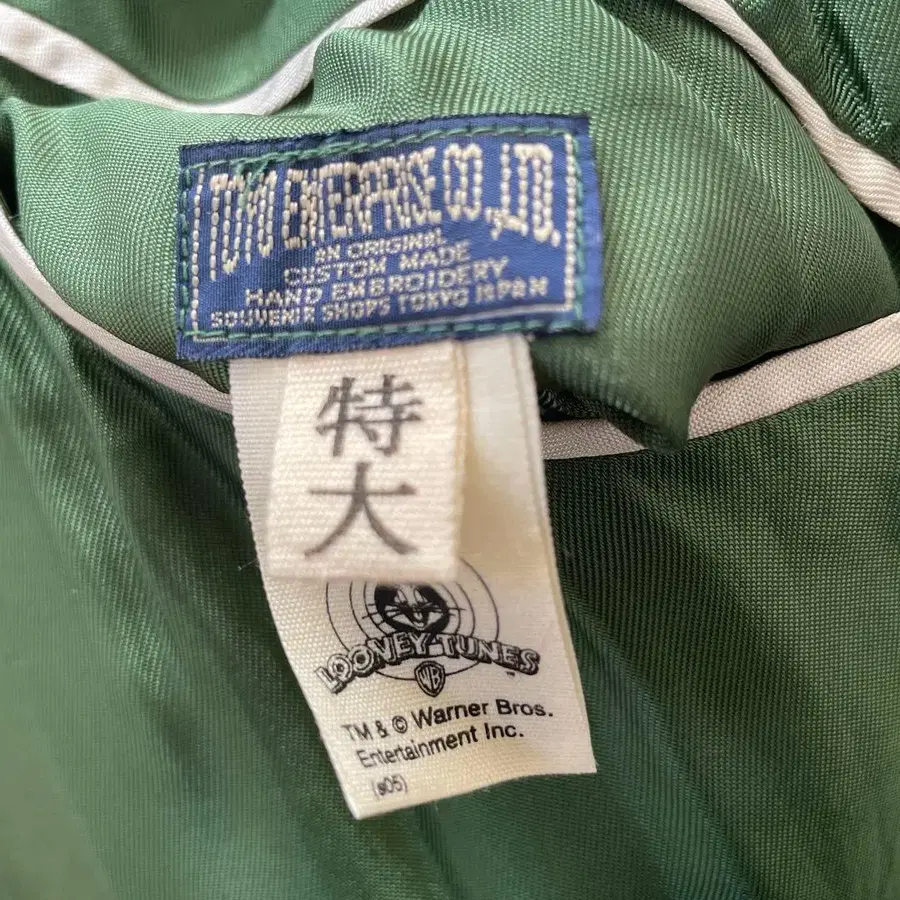 TOYO ENTERPRISE CO., LTD.
AN ORIGINAL
CUSTOM MADE
HAND EMBROIDERY
SOUVENIR SHOPS TOKYO JAPAN
特
大
LOONEY TUNES
WB
TM & © Warner Bros.
Entertainment Inc.
(s05)